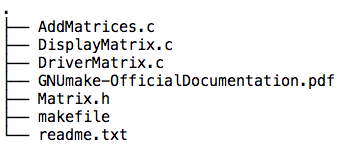 .
├── AddMatrices.c
├── DisplayMatrix.c
├── DriverMatrix.c
├── GNUmake-OfficialDocumentation.pdf
├── Matrix.h
├── makefile
└── readme.txt